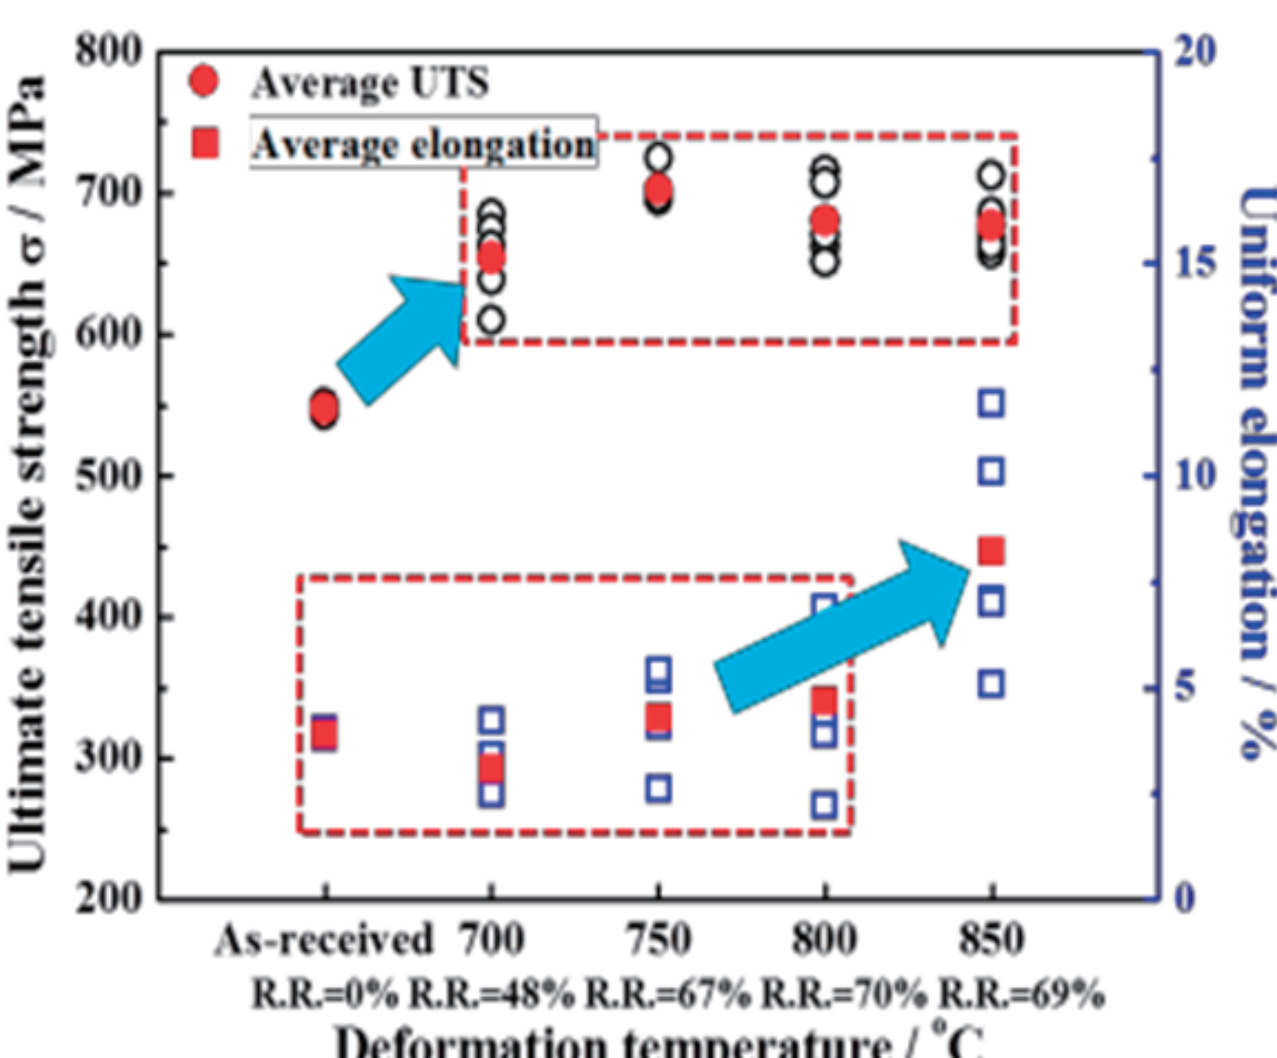 Ultimate tensile strength σ / MPa
800
700
600
500
400
300
200
Average UTS
Average elongation
20
15
10
5
0
Uniform elongation / %
As-received 700 750 800 850
R.R.=0% R.R.=48% R.R.=67% R.R.=70% R.R.=69%
Deformation temperature / °C